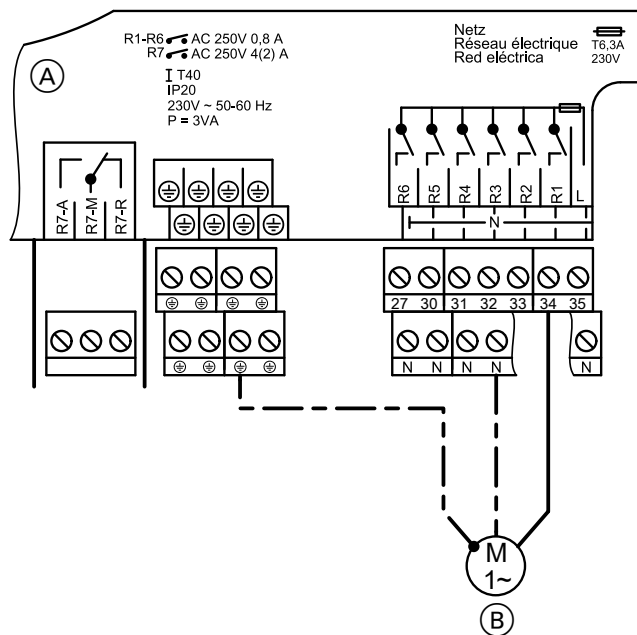 R1-R6 AC 250V 0,8 A
R7 AC 250V 4(2) A
I T40
IP20
230V ~ 50-60 Hz
P = 3VA
Netz
Réseau électrique
Red eléctrica
T6,3A
230V
A
R7-A R7-M R7-R
R6 R5 R4 R3 R2 R1 L
N
27 30 31 32 33 34 35
N N N N N
M
1~
B